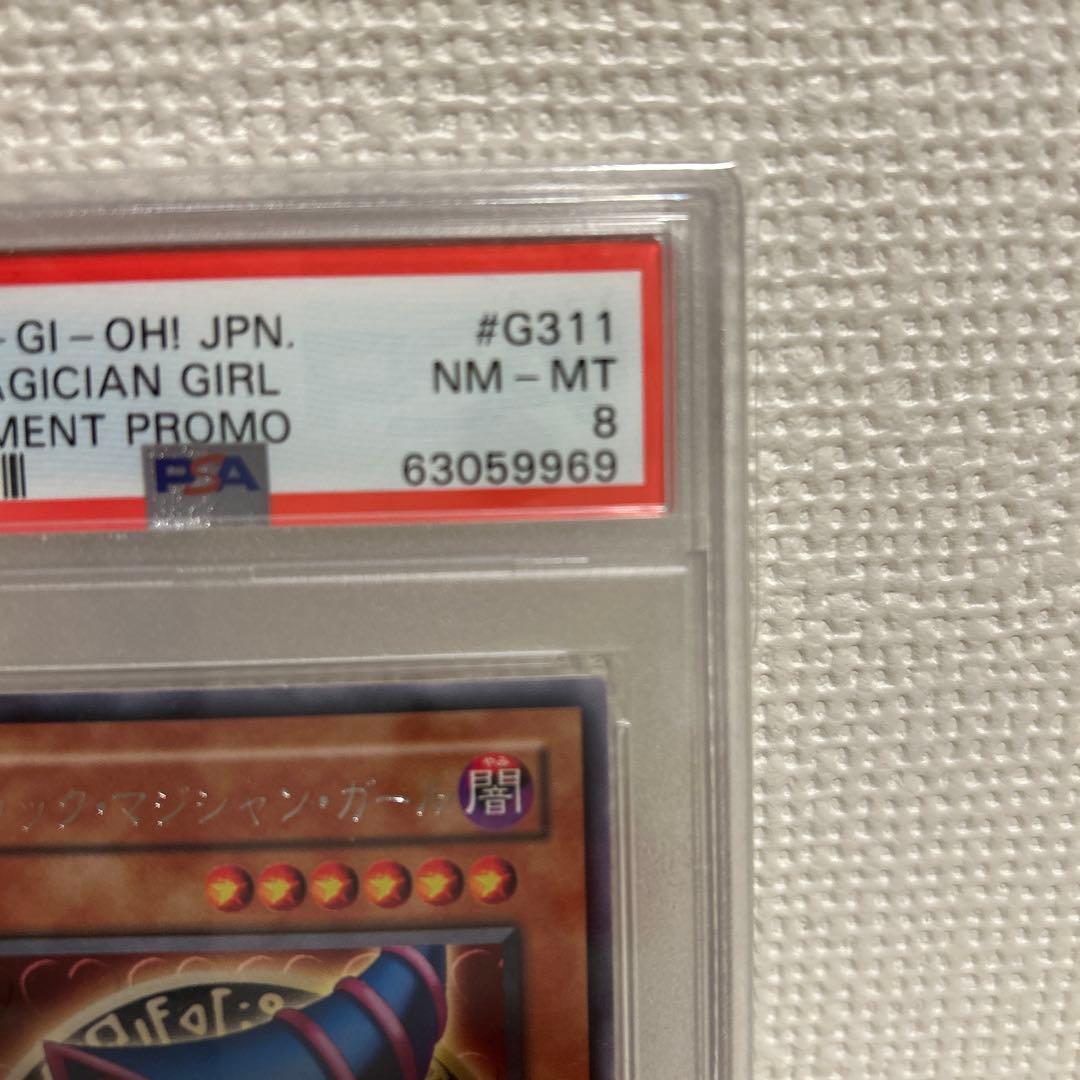 -GI-OH! JPN. #G311
AGICIAN GIRL NM-MT
MENT PROMO 8
PSA 63059969
ック・マジシャン・ガール
やみ
闇